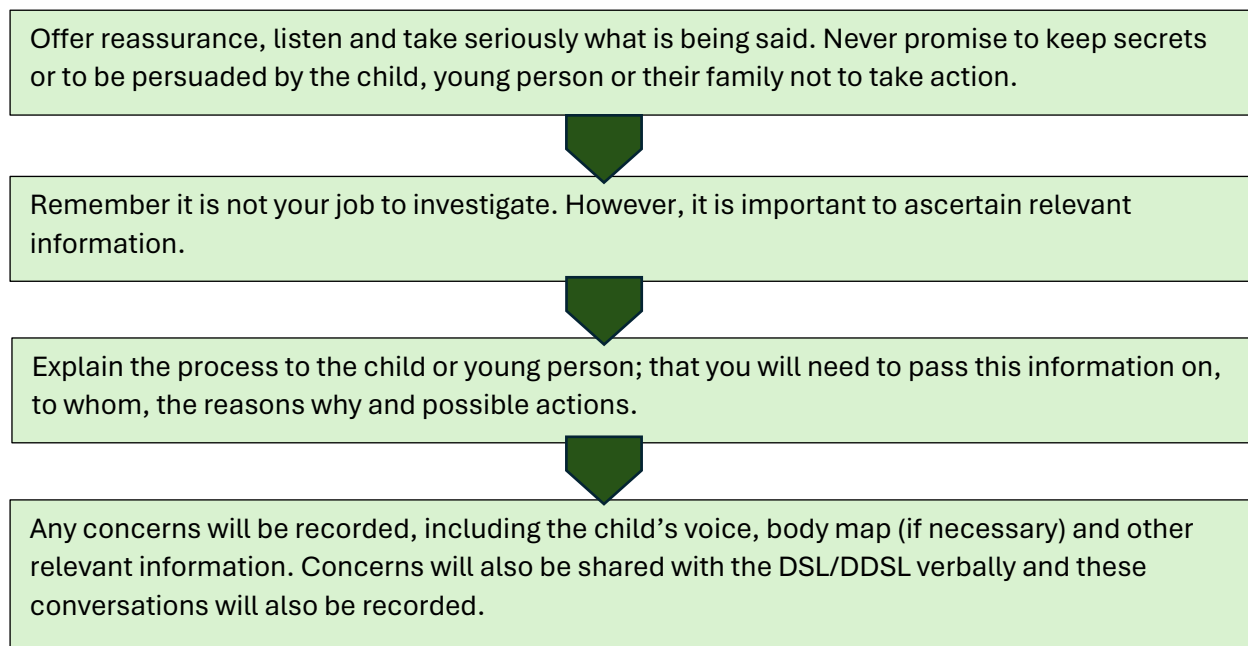 Offer reassurance, listen and take seriously what is being said. Never promise to keep secrets
or to be persuaded by the child, young person or their family not to take action.
Remember it is not your job to investigate. However, it is important to ascertain relevant
information.
Explain the process to the child or young person; that you will need to pass this information on,
to whom, the reasons why and possible actions.
Any concerns will be recorded, including the child’s voice, body map (if necessary) and other
relevant information. Concerns will also be shared with the DSL/DDSL verbally and these
conversations will also be recorded.